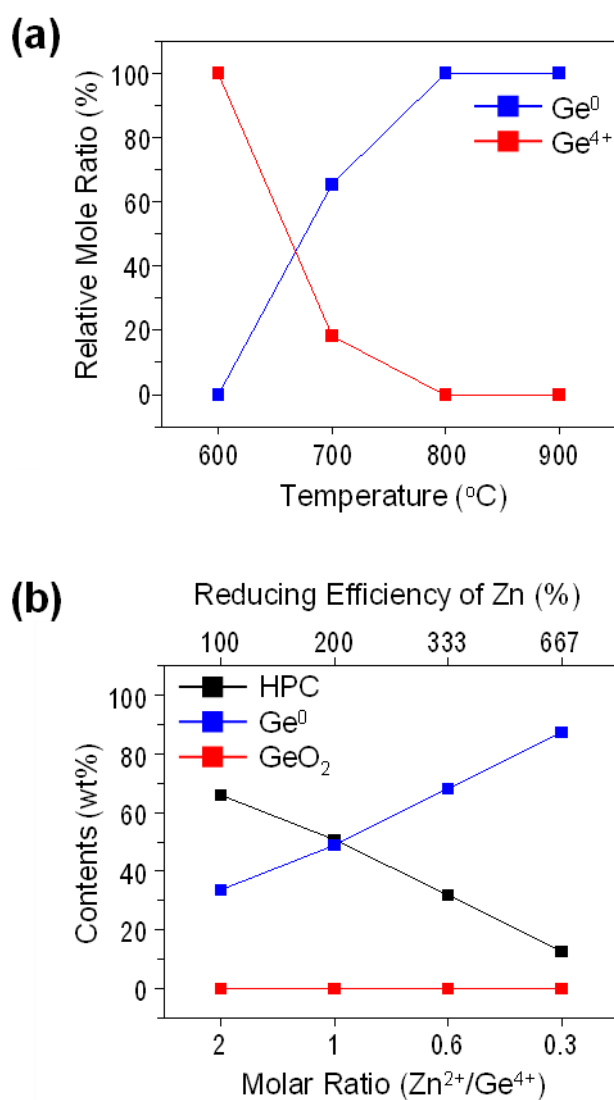 (a)
100
80
60
40
20
0
Relative Mole Ratio (%)
Ge⁰
Ge⁴⁺
600 700 800 900
Temperature (°C)
(b)
Reducing Efficiency of Zn (%)
100 200 333 667
HPC
Ge⁰
GeO₂
100
80
60
40
20
0
Contents (wt%)
2 1 0.6 0.3
Molar Ratio (Zn²⁺/Ge⁴⁺)